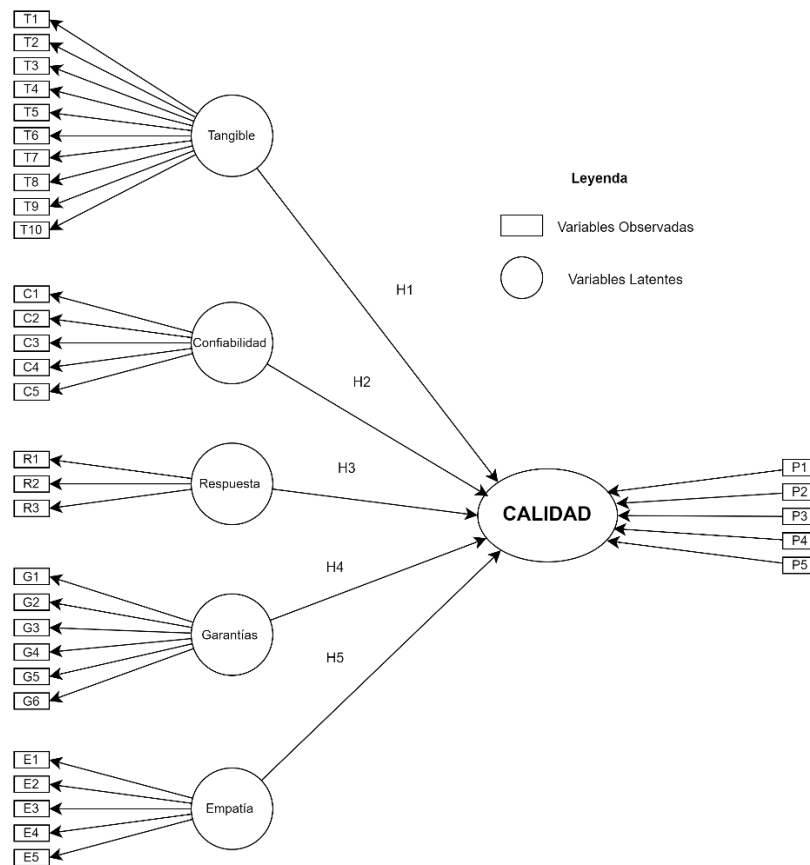 T1
T2
T3
T4
T5
T6
T7
T8
T9
T10
Tangible
Leyenda
Variables Observadas
Variables Latentes
H1
C1
C2
C3
C4
C5
Confiabilidad
H2
R1
R2
R3
Respuesta
H3
CALIDAD
P1
P2
P3
P4
P5
G1
G2
G3
G4
G5
G6
Garantías
H4
H5
E1
E2
E3
E4
E5
Empatía